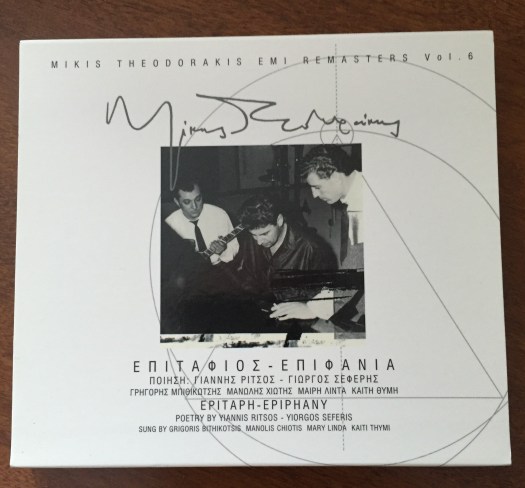 MIKIS THEODORAKIS EMI REMASTERS Vol.6
Μίκης Θεοδωράκης
ΕΠΙΤΑΦΙΟΣ-ΕΠΙΦΑΝΙΑ
ΠΟΙΗΣΗ: ΓΙΑΝΝΗΣ ΡΙΤΣΟΣ - ΓΙΩΡΓΟΣ ΣΕΦΕΡΗΣ
ΓΡΗΓΟΡΗΣ ΜΠΙΘΙΚΩΤΣΗΣ ΜΑΝΩΛΗΣ ΧΙΩΤΗΣ ΜΑΙΡΗ ΛΙΝΤΑ ΚΑΙΤΗ ΘΥΜΗ
EPITAPH-EPIPHANY
POETRY BY YIANNIS RITSOS - YIORGOS SEFERIS
SUNG BY GRIGORIS BITHIKOTSIS MANOLIS CHIOTIS MARY LINDA KAITI THYMI